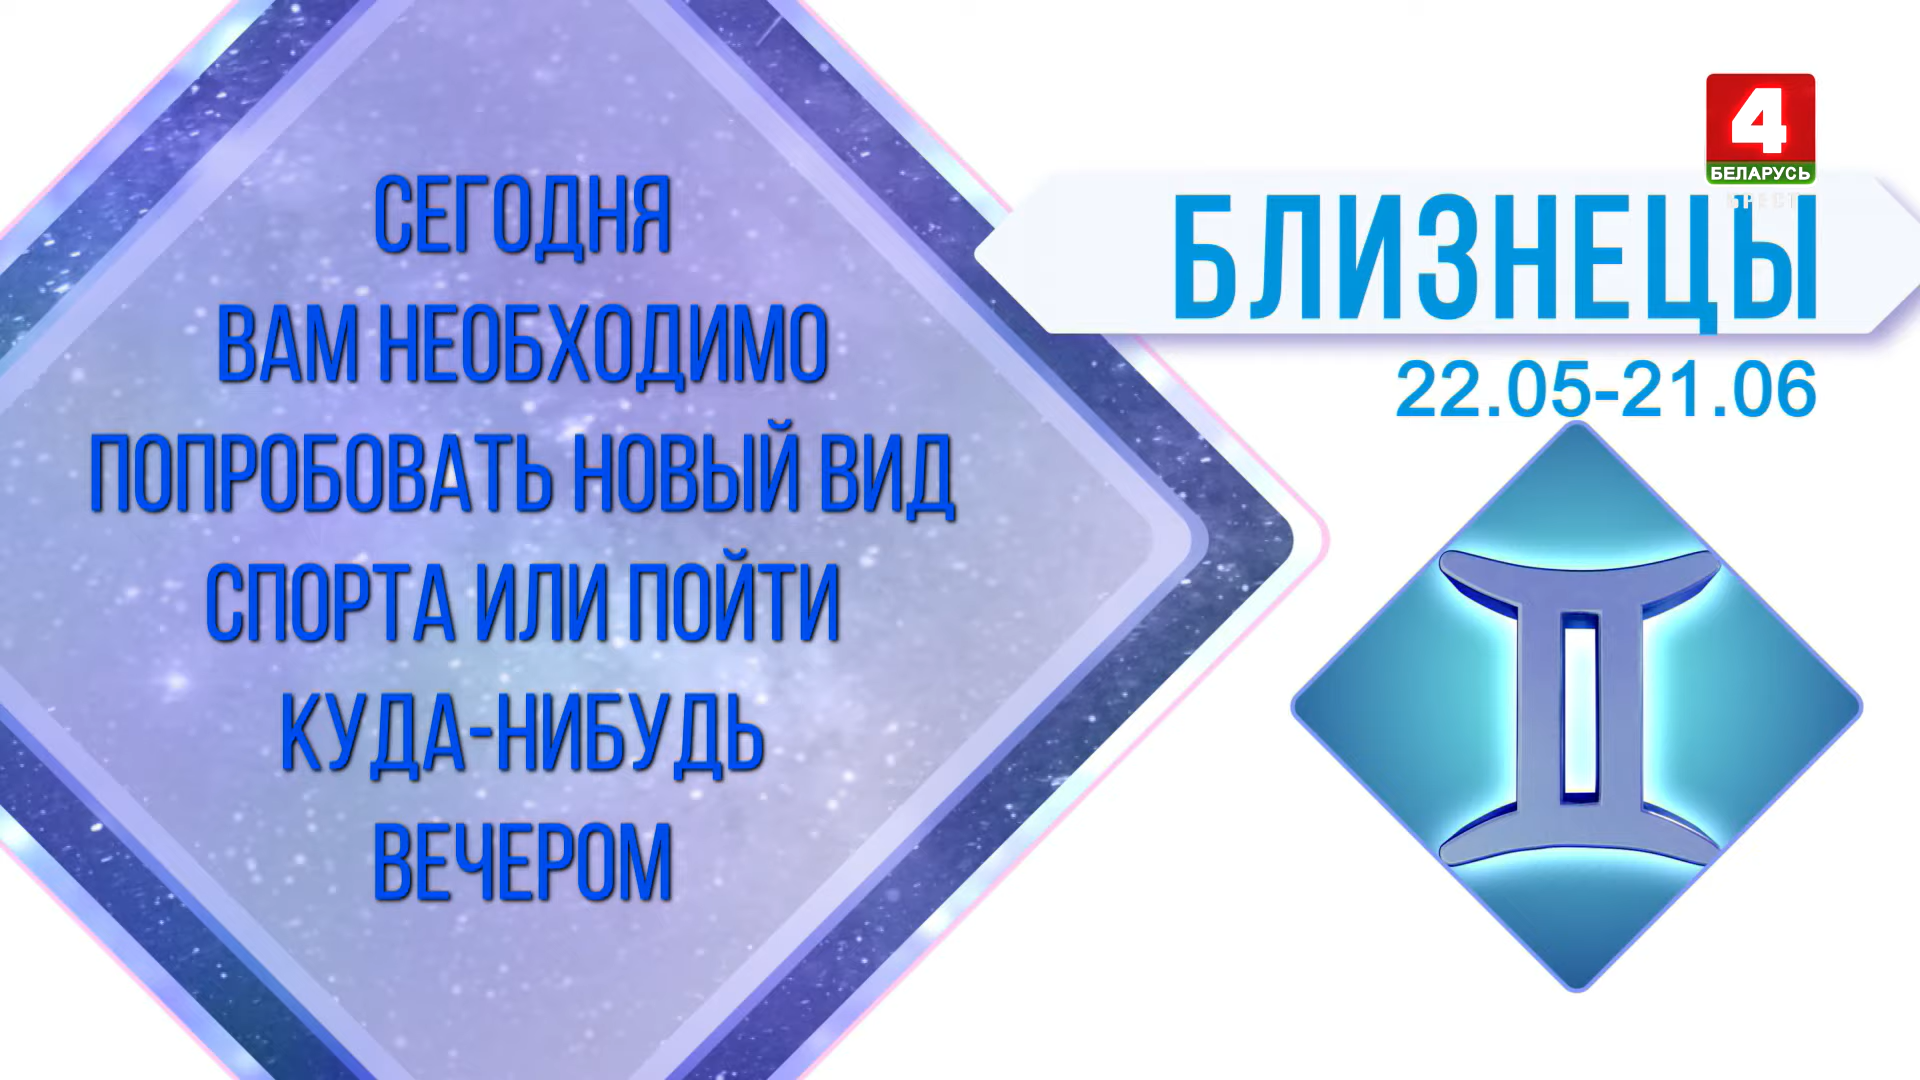 СЕГОДНЯ
ВАМ НЕОБХОДИМО
ПОПРОБОВАТЬ НОВЫЙ ВИД
СПОРТА ИЛИ ПОЙТИ
КУДА-НИБУДЬ
ВЕЧЕРОМ
4
БЕЛАРУСЬ
БРЕСТ
БЛИЗНЕЦЫ
22.05-21.06